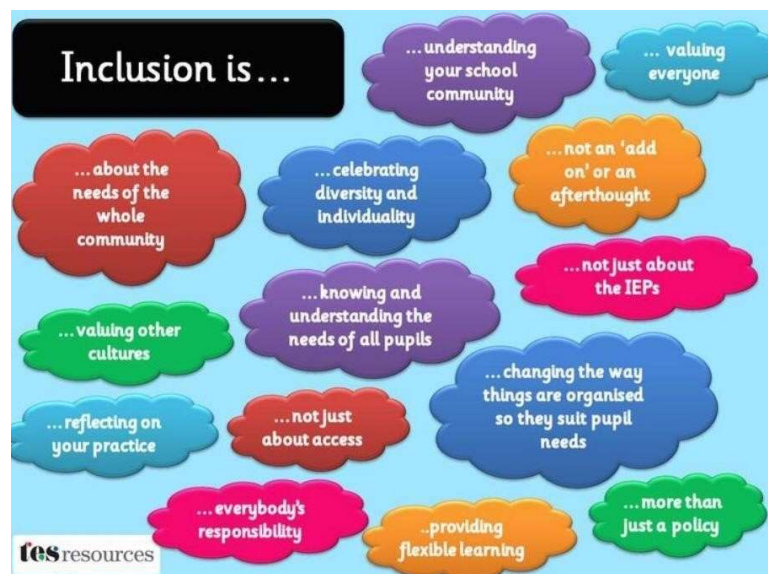 Inclusion is...
...understanding
your school
community
... valuing
everyone
...about the
needs of the
whole
community
...celebrating
diversity and
individuality
...not an ‘add
on’ or an
afterthought
...not just about
the IEPs
...knowing and
understanding the
needs of all pupils
...valuing other
cultures
...changing the way
things are organised
so they suit pupil
needs
...reflecting on
your practice
...not just
about access
...everybody's
responsibility
..providing
flexible learning
...more than
just a policy
tes resources